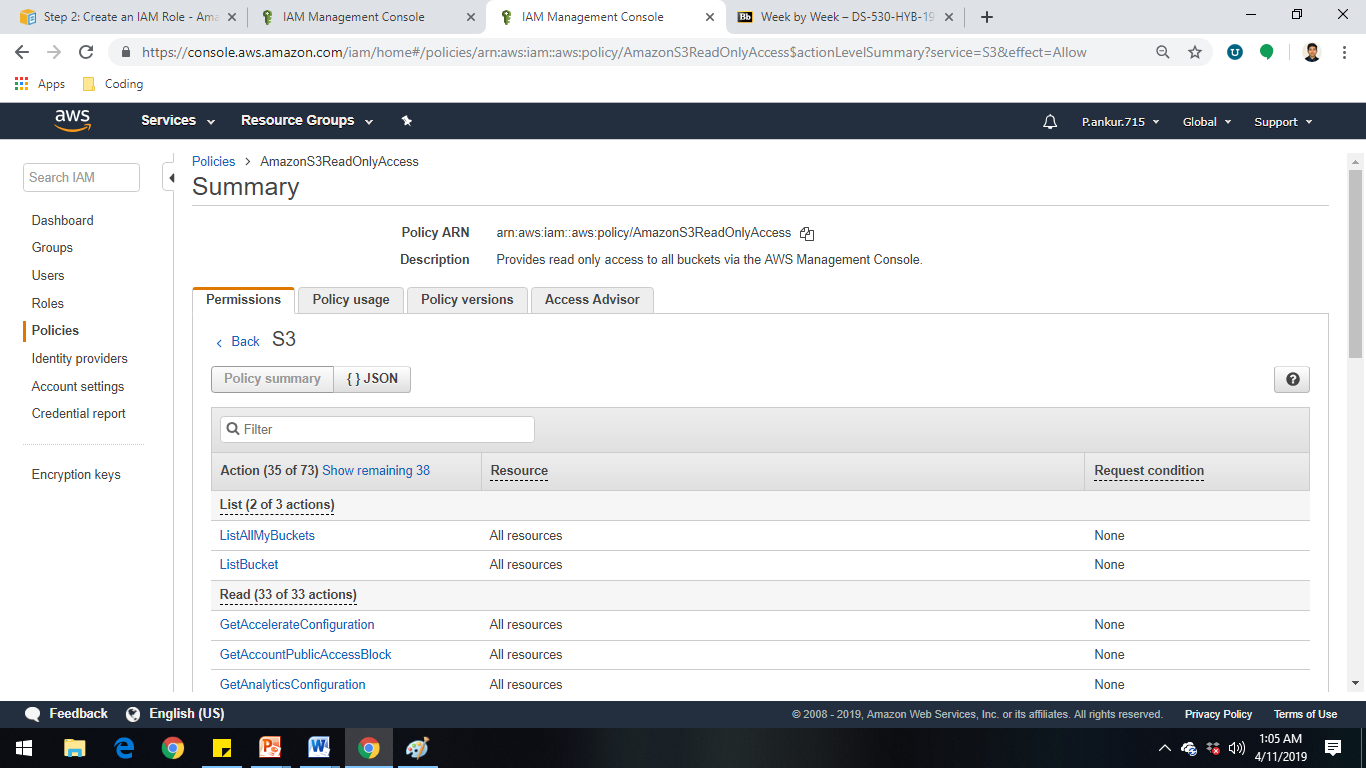 Step 2: Create an IAM Role - Ama
IAM Management Console
IAM Management Console
Week by Week – DS-530-HYB-19
https://console.aws.amazon.com/iam/home#/policies/arn:aws:iam::aws:policy/AmazonS3ReadOnlyAccess$actionLevelSummary?service=S3&effect=Allow
Apps
Coding
aws
Services
Resource Groups
P.ankur.715
Global
Support
Search IAM
Dashboard
Groups
Users
Roles
Policies
Identity providers
Account settings
Credential report
Encryption keys
Policies > AmazonS3ReadOnlyAccess
Summary
Policy ARN arn:aws:iam::aws:policy/AmazonS3ReadOnlyAccess
Description Provides read only access to all buckets via the AWS Management Console.
Permissions Policy usage Policy versions Access Advisor
Back S3
Policy summary { } JSON
Filter
Action (35 of 73) Show remaining 38 Resource Request condition
List (2 of 3 actions)
ListAllMyBuckets All resources None
ListBucket All resources None
Read (33 of 33 actions)
GetAccelerateConfiguration All resources None
GetAccountPublicAccessBlock All resources None
GetAnalyticsConfiguration All resources None
Feedback English (US) © 2008 - 2019, Amazon Web Services, Inc. or its affiliates. All rights reserved. Privacy Policy Terms of Use
1:05 AM
4/11/2019